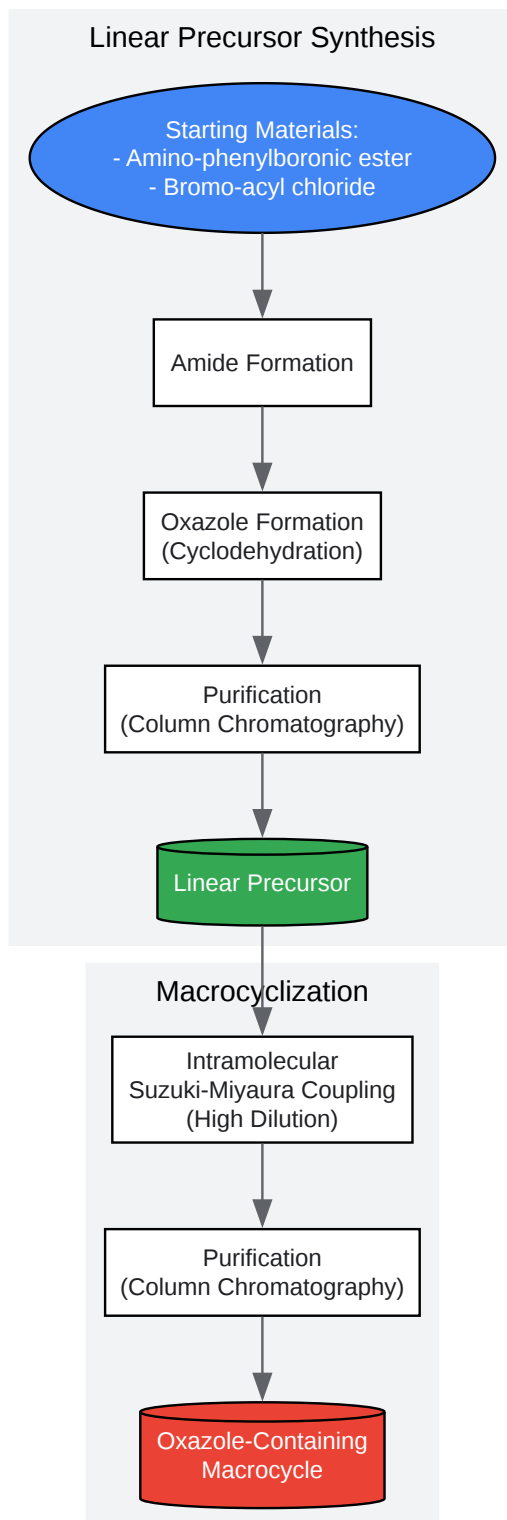 Linear Precursor Synthesis
Starting Materials:
- Amino-phenylboronic ester
- Bromo-acyl chloride
Amide Formation
Oxazole Formation
(Cyclodehydration)
Purification
(Column Chromatography)
Linear Precursor
Macrocyclization
Intramolecular
Suzuki-Miyaura Coupling
(High Dilution)
Purification
(Column Chromatography)
Oxazole-Containing
Macrocycle